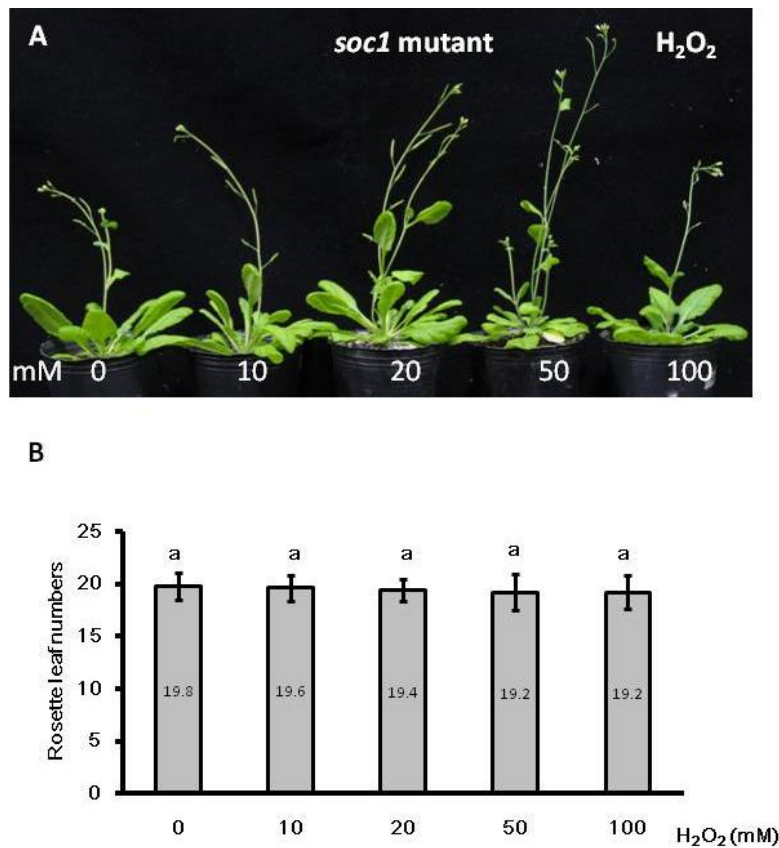 A soc1 mutant H₂O₂
mM 0 10 20 50 100
B
25
a a a a a
20
15
Rosette leaf numbers
19.8 19.6 19.4 19.2 19.2
10
5
0
0 10 20 50 100 H₂O₂ (mM)